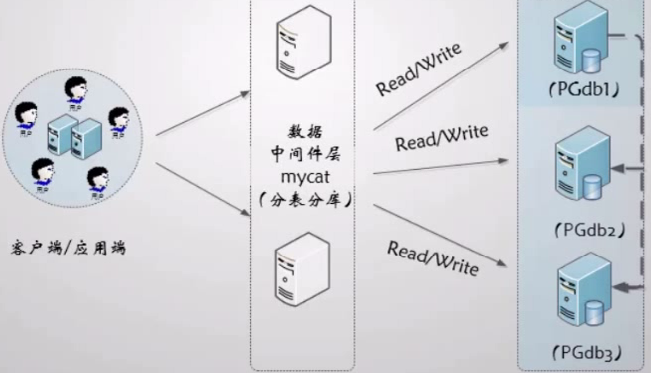 用户
用户
用户
用户
用户
客户端/应用端
数据
中间件层
mycat
(分表分库)
Read/Write
Read/Write
Read/Write
(PGdb1)
(PGdb2)
(PGdb3)